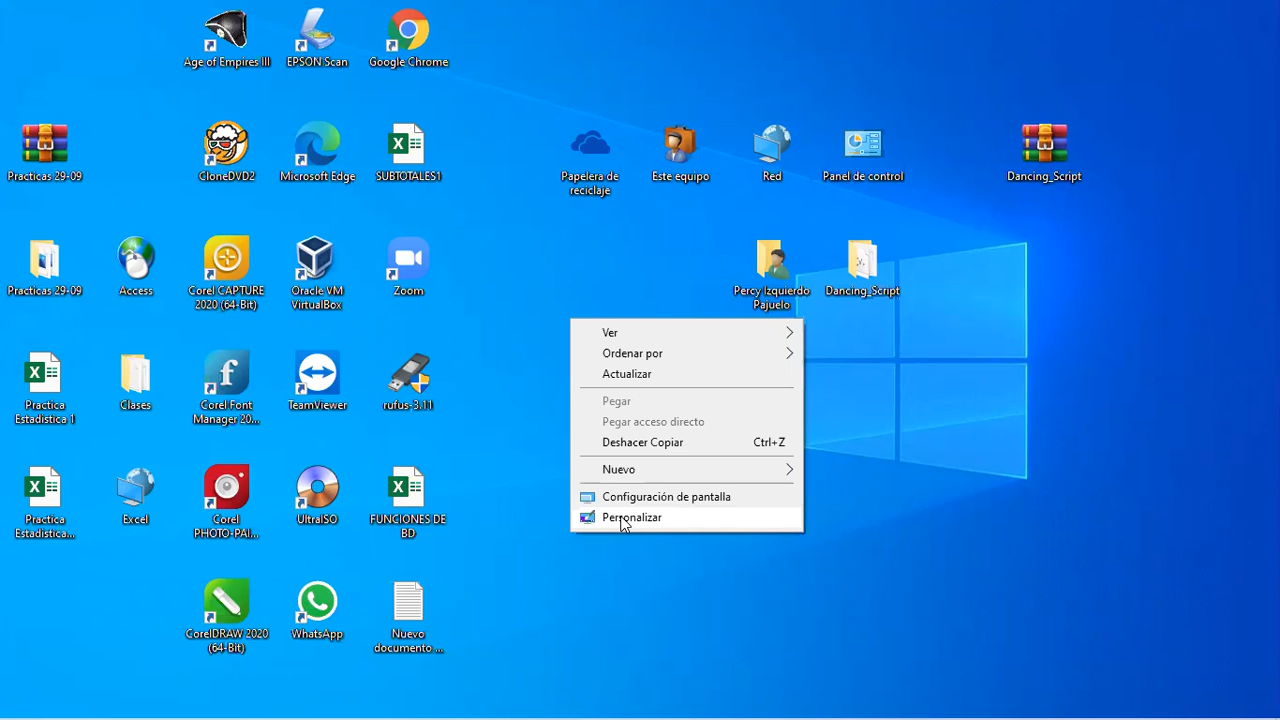 Age of Empires III
EPSON Scan
Google Chrome
Practicas 29-09
CloneDVD2
Microsoft Edge
SUBTOTALES1
Papelera de
reciclaje
Este equipo
Red
Panel de control
Dancing_Script
Practicas 29-09
Access
Corel CAPTURE
2020 (64-Bit)
Oracle VM
VirtualBox
Zoom
Percy Izquierdo
Pajuelo
Dancing_Script
Practica
Estadistica 1
Clases
Corel Font
Manager 20...
TeamViewer
rufus-3.11
Practica
Estadistica...
Excel
Corel
PHOTO-PAI...
UltraISO
FUNCIONES DE
BD
CorelDRAW 2020
(64-Bit)
WhatsApp
Nuevo
documento ...
Ver
Ordenar por
Actualizar
Pegar
Pegar acceso directo
Deshacer Copiar Ctrl+Z
Nuevo
Configuración de pantalla
Personalizar